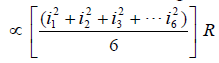 ∝ [ (i₁² + i₂² + i₃² + ⋯ i₆²) / 6 ] R